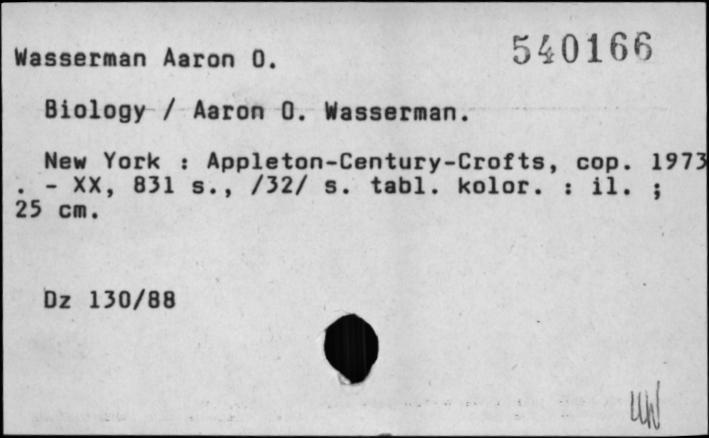 540166
Wasserman Aaron O.
Biology / Aaron O. Wasserman.
New York : Appleton-Century-Crofts, cop. 1973
. - XX, 831 s., /32/ s. tabl. kolor. : il. ;
25 cm.
Dz 130/88